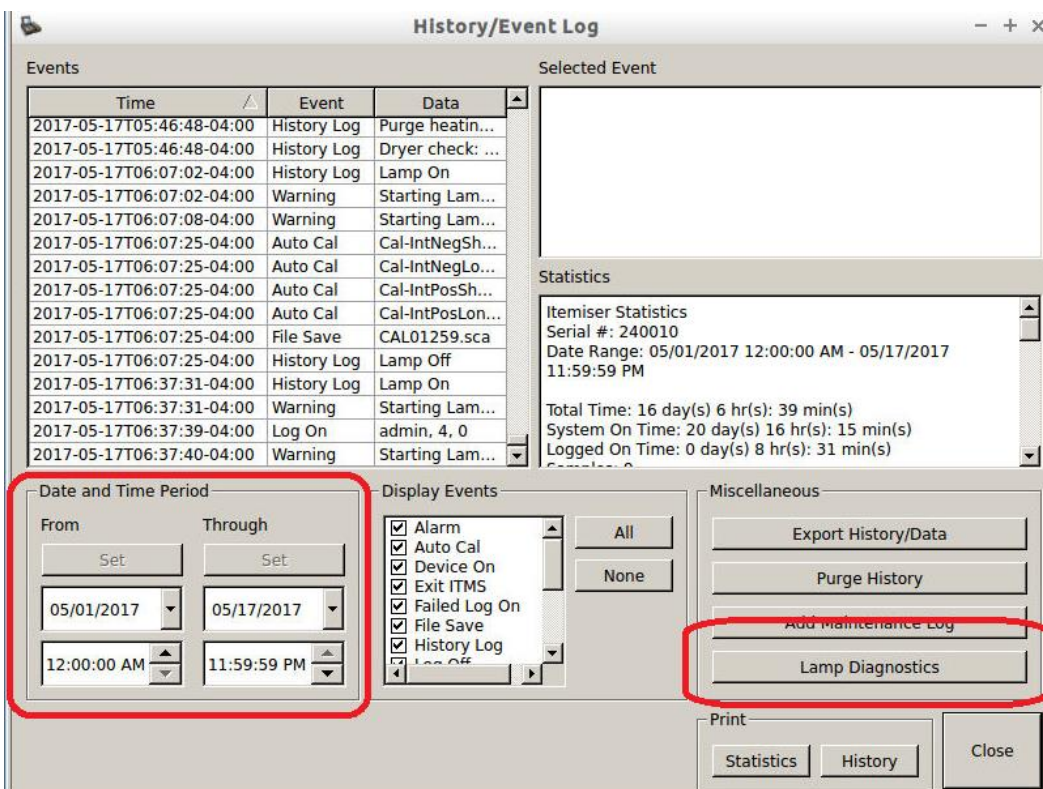 History/Event Log
Events
Time Event Data
2017-05-17T05:46:48-04:00 History Log Purge heatin...
2017-05-17T05:46:48-04:00 History Log Dryer check: ...
2017-05-17T06:07:02-04:00 History Log Lamp On
2017-05-17T06:07:02-04:00 Warning Starting Lam...
2017-05-17T06:07:08-04:00 Warning Starting Lam...
2017-05-17T06:07:25-04:00 Auto Cal Cal-IntNegSh...
2017-05-17T06:07:25-04:00 Auto Cal Cal-IntNegLo...
2017-05-17T06:07:25-04:00 Auto Cal Cal-IntPosSh...
2017-05-17T06:07:25-04:00 Auto Cal Cal-IntPosLon...
2017-05-17T06:07:25-04:00 File Save CAL01259.sca
2017-05-17T06:07:25-04:00 History Log Lamp Off
2017-05-17T06:37:31-04:00 History Log Lamp On
2017-05-17T06:37:31-04:00 Warning Starting Lam...
2017-05-17T06:37:39-04:00 Log On admin, 4, 0
2017-05-17T06:37:40-04:00 Warning Starting Lam...
Selected Event
Statistics
Itemiser Statistics
Serial #: 240010
Date Range: 05/01/2017 12:00:00 AM - 05/17/2017
11:59:59 PM
Total Time: 16 day(s) 6 hr(s): 39 min(s)
System On Time: 20 day(s) 16 hr(s): 15 min(s)
Logged On Time: 0 day(s) 8 hr(s): 31 min(s)
Date and Time Period
From Through
Set Set
05/01/2017 05/17/2017
12:00:00 AM 11:59:59 PM
Display Events
Alarm
Auto Cal
Device On
Exit ITMS
Failed Log On
File Save
History Log
Log Off
All
None
Miscellaneous
Export History/Data
Purge History
Add Maintenance Log
Lamp Diagnostics
Print
Statistics History
Close